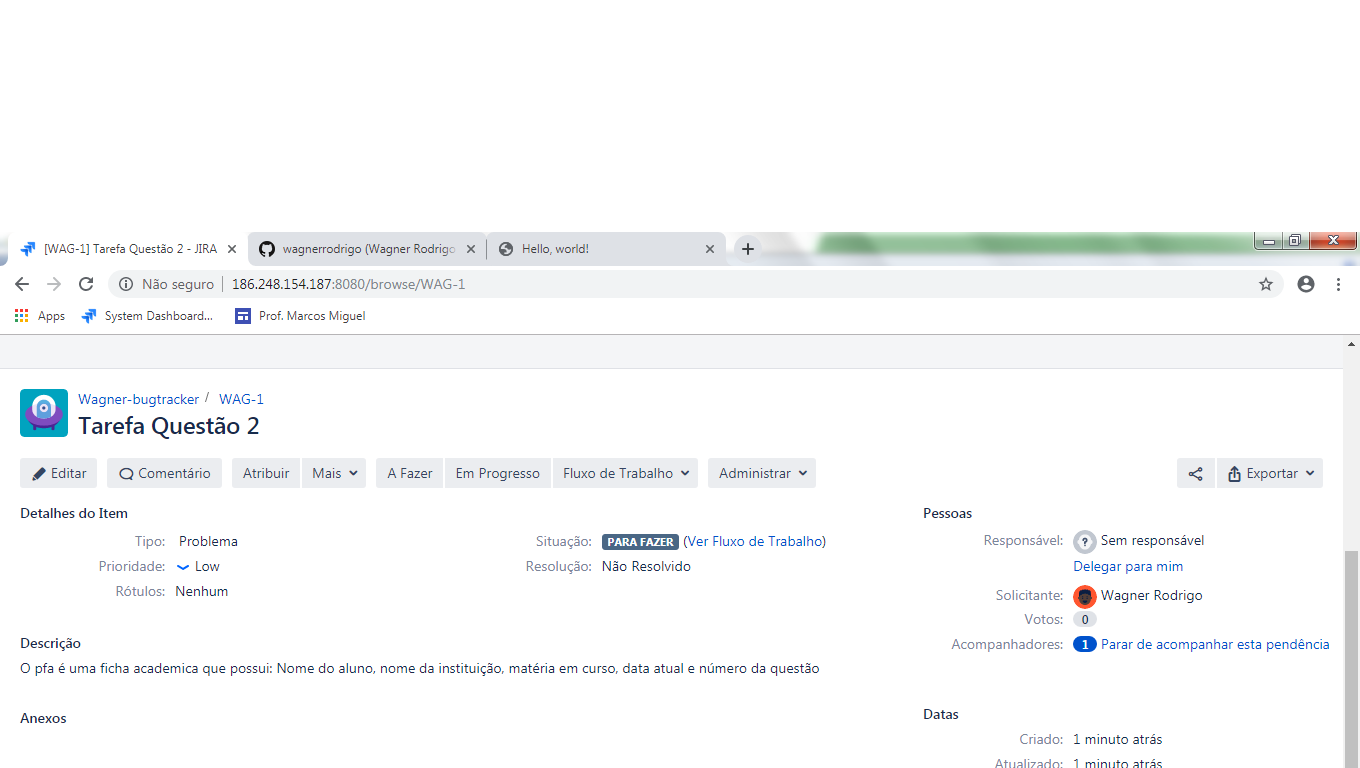 [WAG-1] Tarefa Questão 2 - JIRA
wagnerrodrigo (Wagner Rodrigo
Hello, world!
Não seguro
186.248.154.187:8080/browse/WAG-1
Apps
System Dashboard...
Prof. Marcos Miguel
Wagner-bugtracker / WAG-1
Tarefa Questão 2
Editar Comentário Atribuir Mais A Fazer Em Progresso Fluxo de Trabalho Administrar Exportar
Detalhes do Item
Tipo: Problema
Prioridade: Low
Rótulos: Nenhum
Situação: PARA FAZER (Ver Fluxo de Trabalho)
Resolução: Não Resolvido
Descrição
O pfa é uma ficha academica que possui: Nome do aluno, nome da instituição, matéria em curso, data atual e número da questão
Anexos
Pessoas
Responsável: ? Sem responsável
Delegar para mim
Solicitante: Wagner Rodrigo
Votos: 0
Acompanhadores: 1 Parar de acompanhar esta pendência
Datas
Criado: 1 minuto atrás
Atualizado: 1 minuto atrás